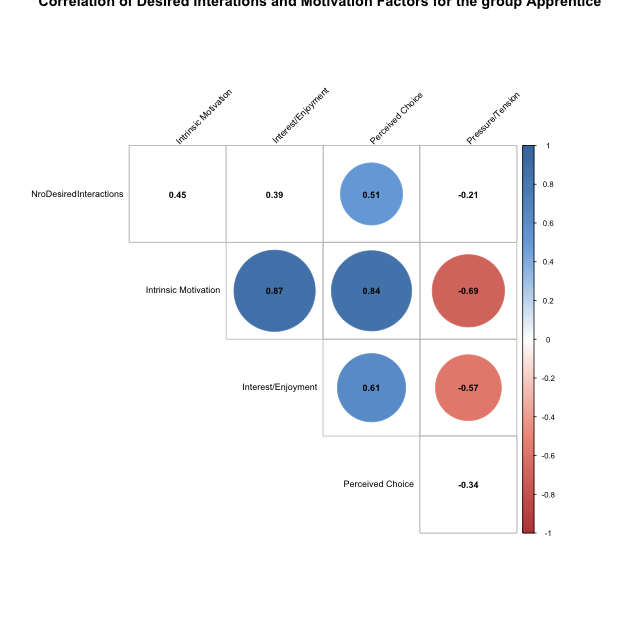 Correlation of Desired Interations and Motivation Factors for the group Apprentice
Intrinsic Motivation
Interest/Enjoyment
Perceived Choice
Pressure/Tension
NroDesiredInteractions
0.45
0.39
0.51
-0.21
Intrinsic Motivation
0.87
0.84
-0.69
Interest/Enjoyment
0.61
-0.57
Perceived Choice
-0.34
1
0.8
0.6
0.4
0.2
0
-0.2
-0.4
-0.6
-0.8
-1